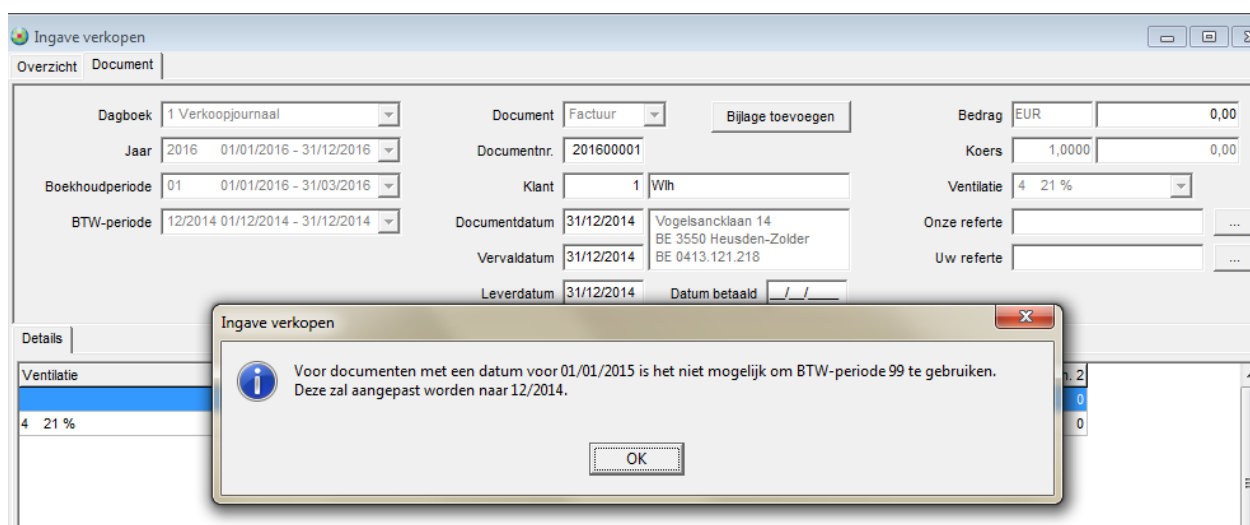 Ingave verkopen
Overzicht Document
Dagboek 1 Verkoopjournaal Document Factuur Bijlage toevoegen Bedrag EUR 0,00
Jaar 2016 01/01/2016 - 31/12/2016 Documentnr. 201600001 Koers 1,0000 0,00
Boekhoudperiode 01 01/01/2016 - 31/03/2016 Klant 1 Wlh Ventilatie 4 21 %
BTW-periode 12/2014 01/12/2014 - 31/12/2014 Documentdatum 31/12/2014 Vogelsancklaan 14 Onze referte ...
BE 3550 Heusden-Zolder
Vervaldatum 31/12/2014 BE 0413.121.218 Uw referte ...
Leverdatum 31/12/2014 Datum betaald __/__/____
Ingave verkopen
Details
Voor documenten met een datum voor 01/01/2015 is het niet mogelijk om BTW-periode 99 te gebruiken.
Deze zal aangepast worden naar 12/2014.
Ventilatie 2
0
4 21 % 0
OK